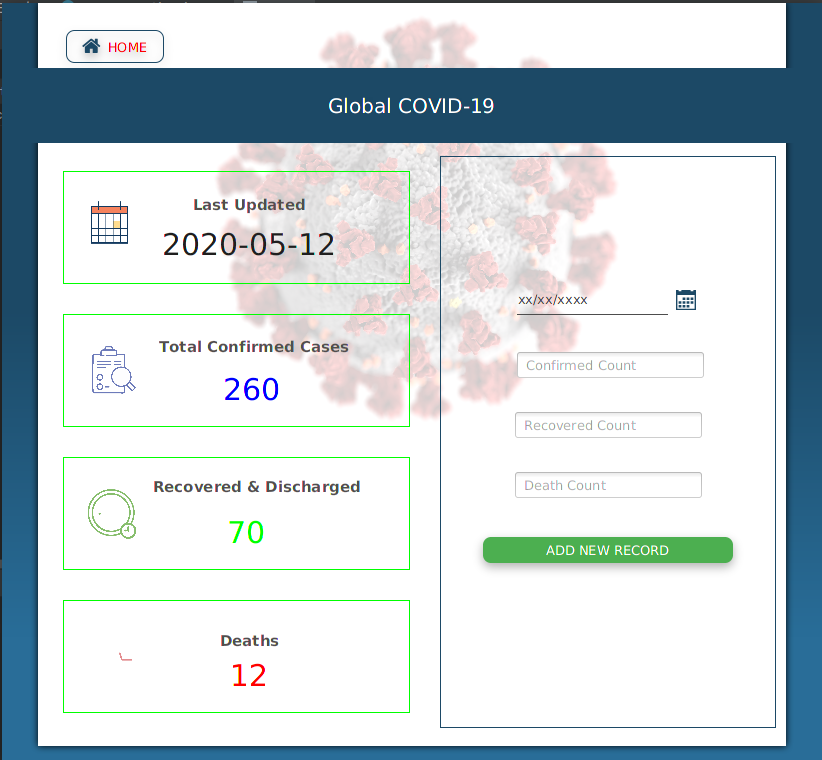 HOME
Global COVID-19
Last Updated
2020-05-12
Total Confirmed Cases
260
Recovered & Discharged
70
Deaths
12
xx/xx/xxxx
Confirmed Count
Recovered Count
Death Count
ADD NEW RECORD